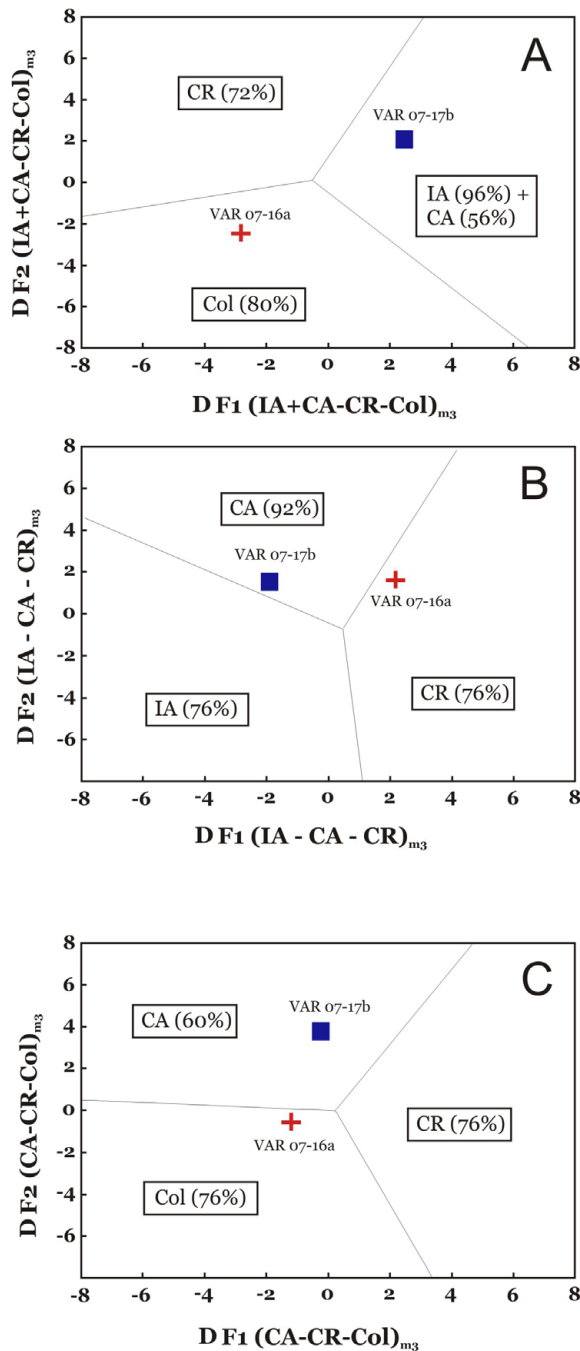 A
8
6
4
2
0
-2
-4
-6
-8
DF2 (IA+CA-CR-Col)m3
CR (72%)
VAR 07-17b
IA (96%) +
CA (56%)
VAR 07-16a
Col (80%)
-8 -6 -4 -2 0 2 4 6 8
DF1 (IA+CA-CR-Col)m3
B
8
6
4
2
0
-2
-4
-6
DF2 (IA - CA - CR)m3
CA (92%)
VAR 07-17b
VAR 07-16a
IA (76%)
CR (76%)
-8 -6 -4 -2 0 2 4 6 8
DF1 (IA - CA - CR)m3
C
8
6
4
2
0
-2
-4
-6
DF2 (CA-CR-Col)m3
VAR 07-17b
CA (60%)
CR (76%)
VAR 07-16a
Col (76%)
-8 -6 -4 -2 0 2 4 6 8
DF1 (CA-CR-Col)m3